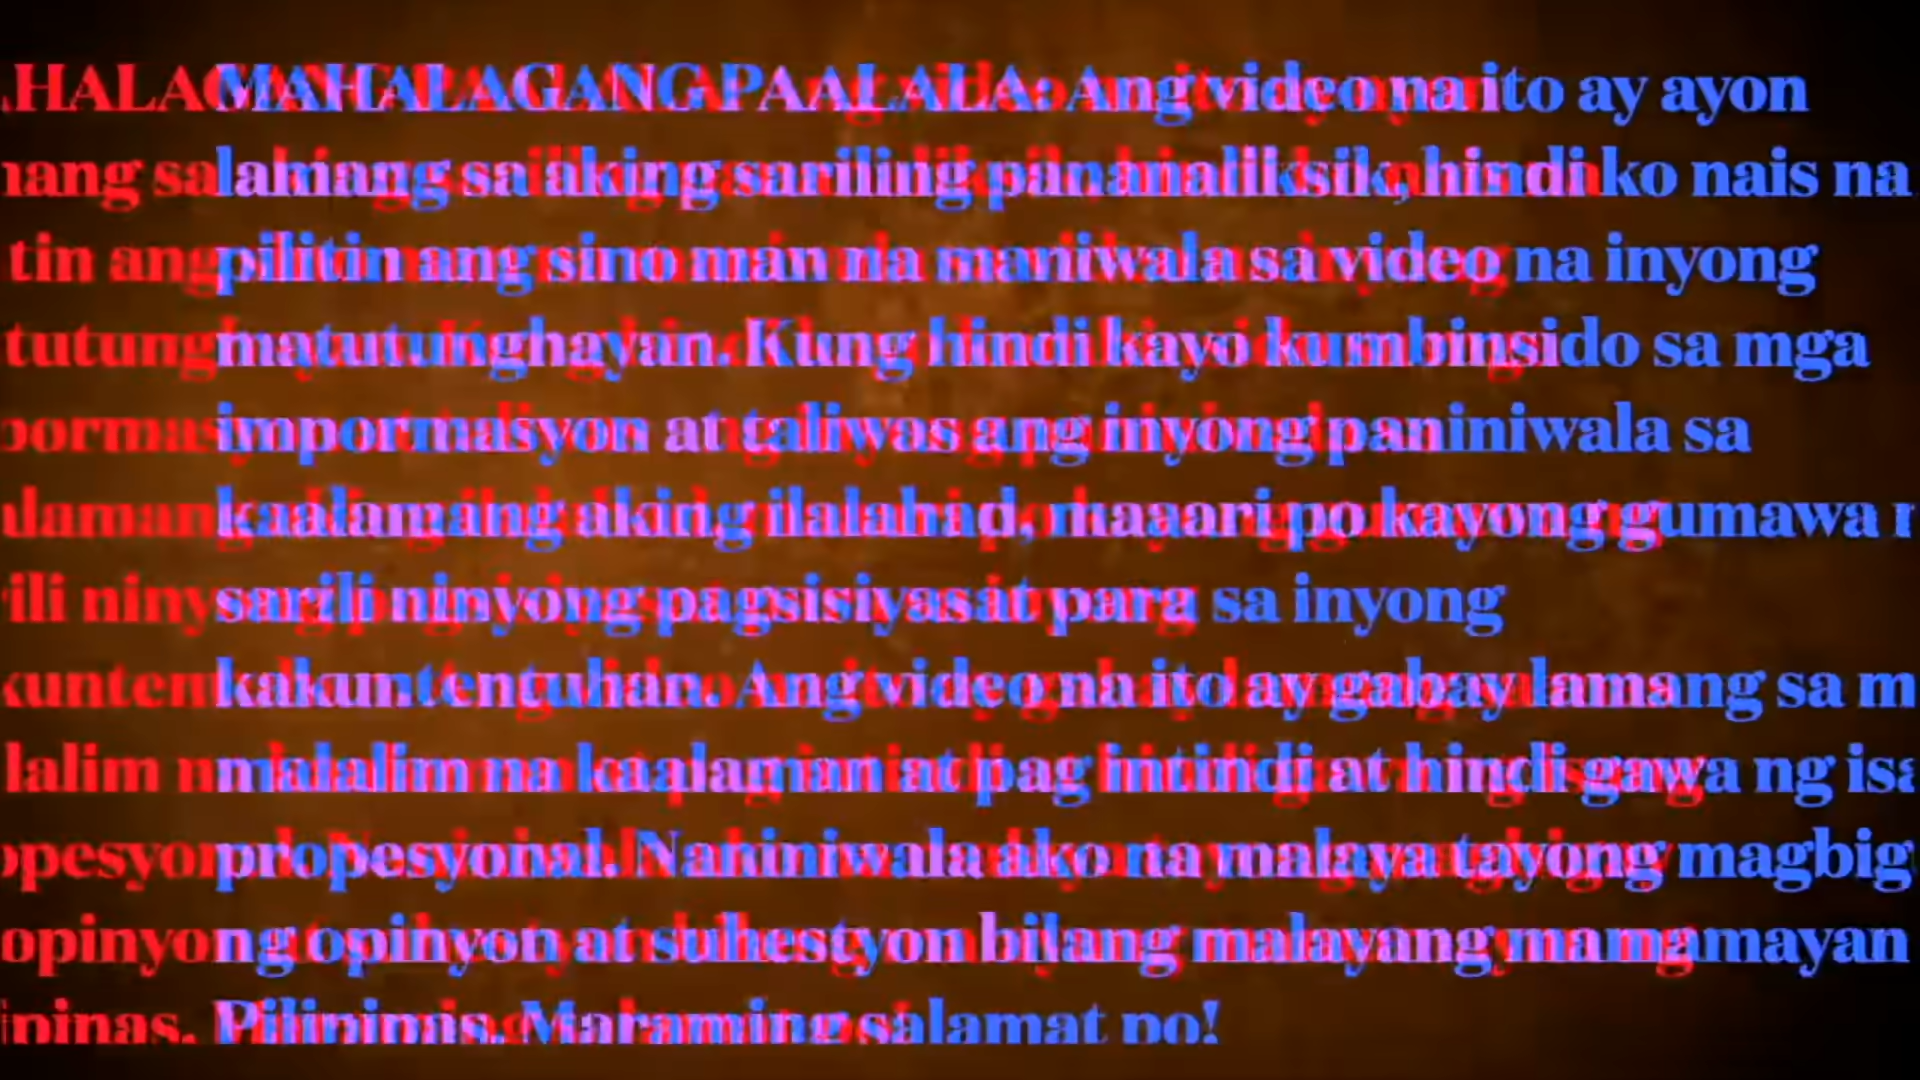 MAHALAGANG PAALALA: Ang video na ito ay ayon
lamang sa aking sariling pananaliksik, hindi ko nais na
pilitin ang sino man na maniwala sa video na inyong
matutunghayan. Kung hindi kayo kumbinsido sa mga
impormasyon at taliwas ang inyong paniniwala sa
kaalamang aking ilalahad, maaari po kayong gumawa
sarili ninyong pagsisiyasat para sa inyong
kakuntentuhan. Ang video na ito ay gabay lamang sa m
malalim na kaalaman at pag intindi at hindi gawa ng isa
propesyonal. Naniniwala ako na malaya tayong magbig
ng opinyon at suhestyon bilang malayang mamamayan
Pilipinas. Maraming salamat po!